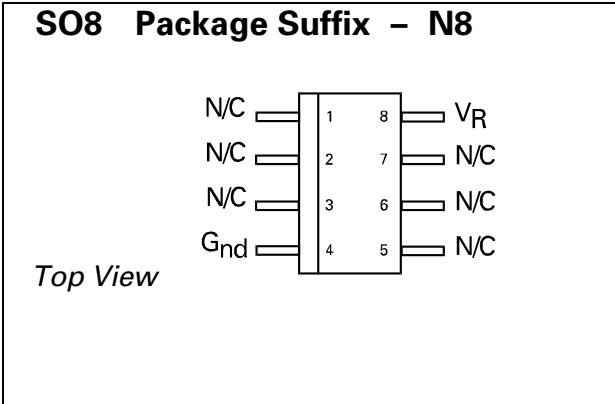 SO8 Package Suffix – N8
N/C 1 8 VR
N/C 2 7 N/C
N/C 3 6 N/C
Gnd 4 5 N/C
Top View